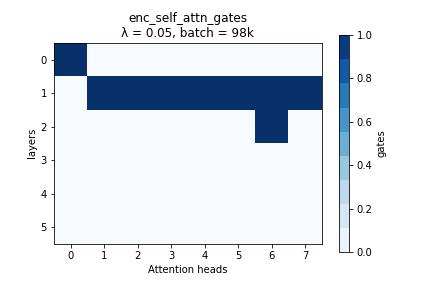 enc_self_attn_gates
λ = 0.05, batch = 98k
layers
0
1
2
3
4
5
0 1 2 3 4 5 6 7
Attention heads
1.0
0.8
0.6
0.4
0.2
0.0
gates